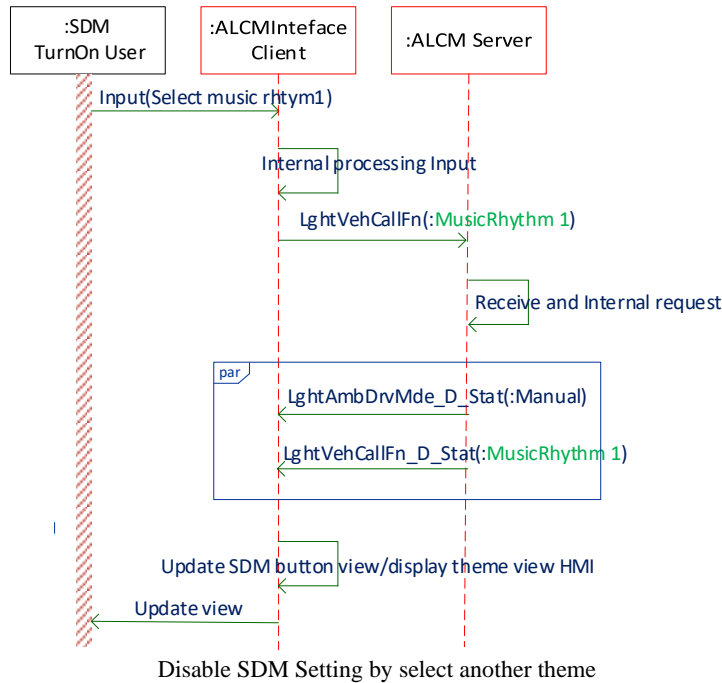 :SDM
TurnOn User
:ALCMInteface
Client
:ALCM Server
Input(Select music rhtym1)
Internal processing Input
LghtVehCallFn(:MusicRhythm 1)
Receive and Internal request
par
LghtAmbDrvMde_D_Stat(:Manual)
LghtVehCallFn_D_Stat(:MusicRhythm 1)
Update SDM button view/display theme view HMI
Update view
Disable SDM Setting by select another theme